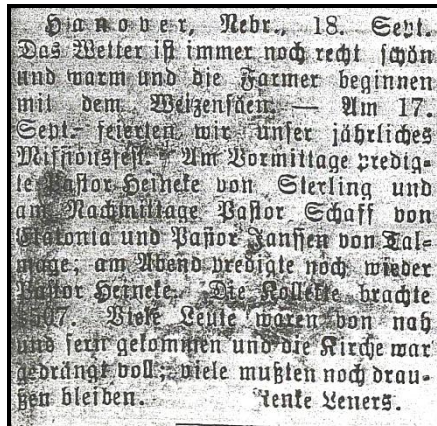 Hanover, Nebr., 18. Sept.
Das Wetter ist immer noch recht schön
und warm und die Farmer beginnen
mit dem Weizensäen. — Am 17.
Sept. feierten wir unser jährliches
Missionsfest. Am Vormittage predig-
te Pastor Heineke von Sterling und
am Nachmittage Pastor Schaff von
Clatonia und Pastor Janssen von Tal-
mage, am Abend predigte noch wieder
Pastor Heineke. Die Kollekte brachte
$507. Viele Leute waren von nah
und fern gekommen und die Kirche war
gedrängt voll; viele mußten noch drau-
ßen bleiben. Renke Leners.